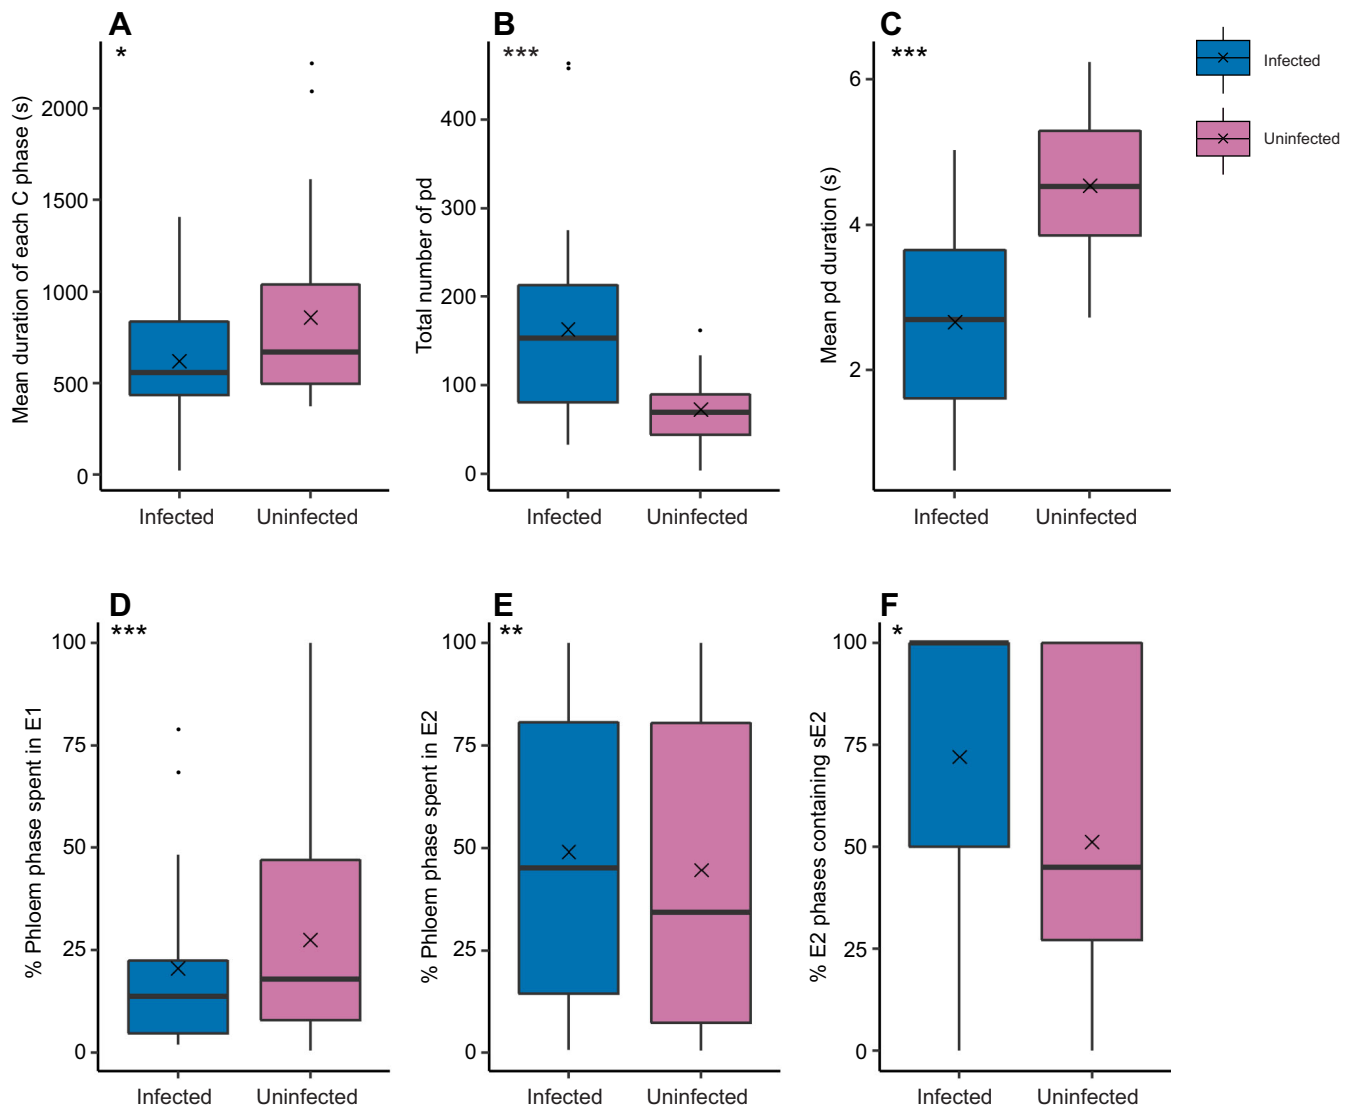 A
*
Mean duration of each C phase (s)
2000
1500
1000
500
0
Infected
Uninfected
B
***
Total number of pd
400
300
200
100
0
Infected
Uninfected
C
***
Mean pd duration (s)
6
4
2
Infected
Uninfected
Infected
Uninfected
D
***
% Phloem phase spent in E1
100
75
50
25
0
Infected
Uninfected
E
**
% Phloem phase spent in E2
100
75
50
25
0
Infected
Uninfected
F
*
% E2 phases containing sE2
100
75
50
25
0
Infected
Uninfected